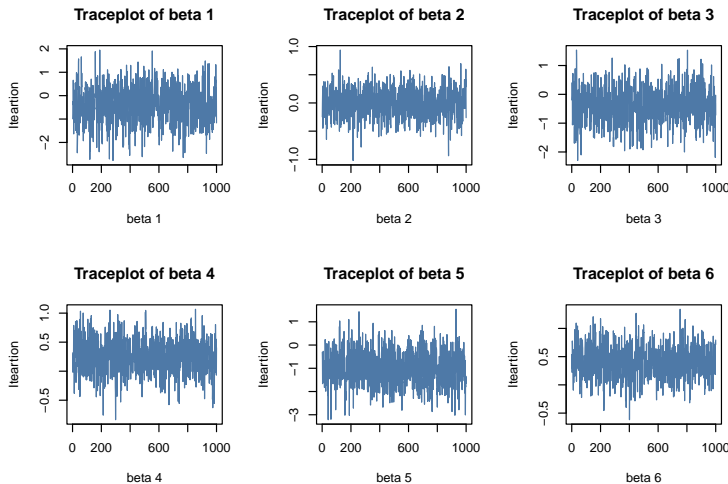 Traceplot of beta 1
Iteartion
2
1
0
−2
0
200
600
1000
beta 1
Traceplot of beta 2
Iteartion
1.0
0.0
−1.0
0
200
600
1000
beta 2
Traceplot of beta 3
Iteartion
1
0
−1
−2
0
200
600
1000
beta 3
Traceplot of beta 4
Iteartion
1.0
0.5
−0.5
0
200
600
1000
beta 4
Traceplot of beta 5
Iteartion
1
−1
−3
0
200
600
1000
beta 5
Traceplot of beta 6
Iteartion
0.5
−0.5
0
200
600
1000
beta 6